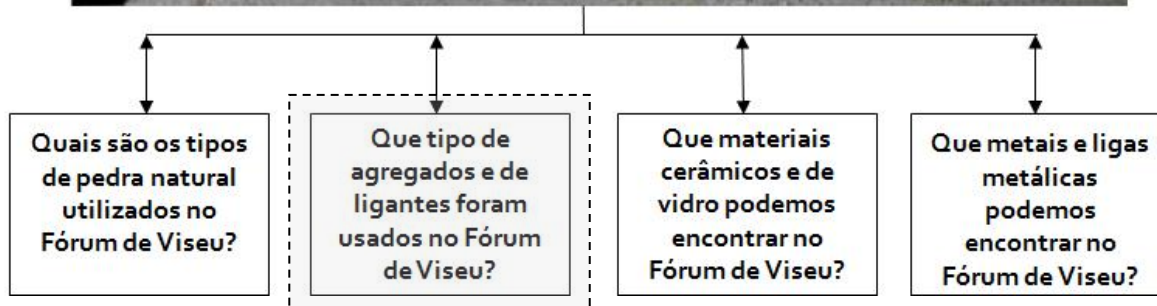 Quais são os tipos
de pedra natural
utilizados no
Fórum de Viseu?
Que tipo de
agregados e de
ligantes foram
usados no Fórum
de Viseu?
Que materiais
cerâmicos e de
vidro podemos
encontrar no
Fórum de Viseu?
Que metais e ligas
metálicas
podemos
encontrar no
Fórum de Viseu?